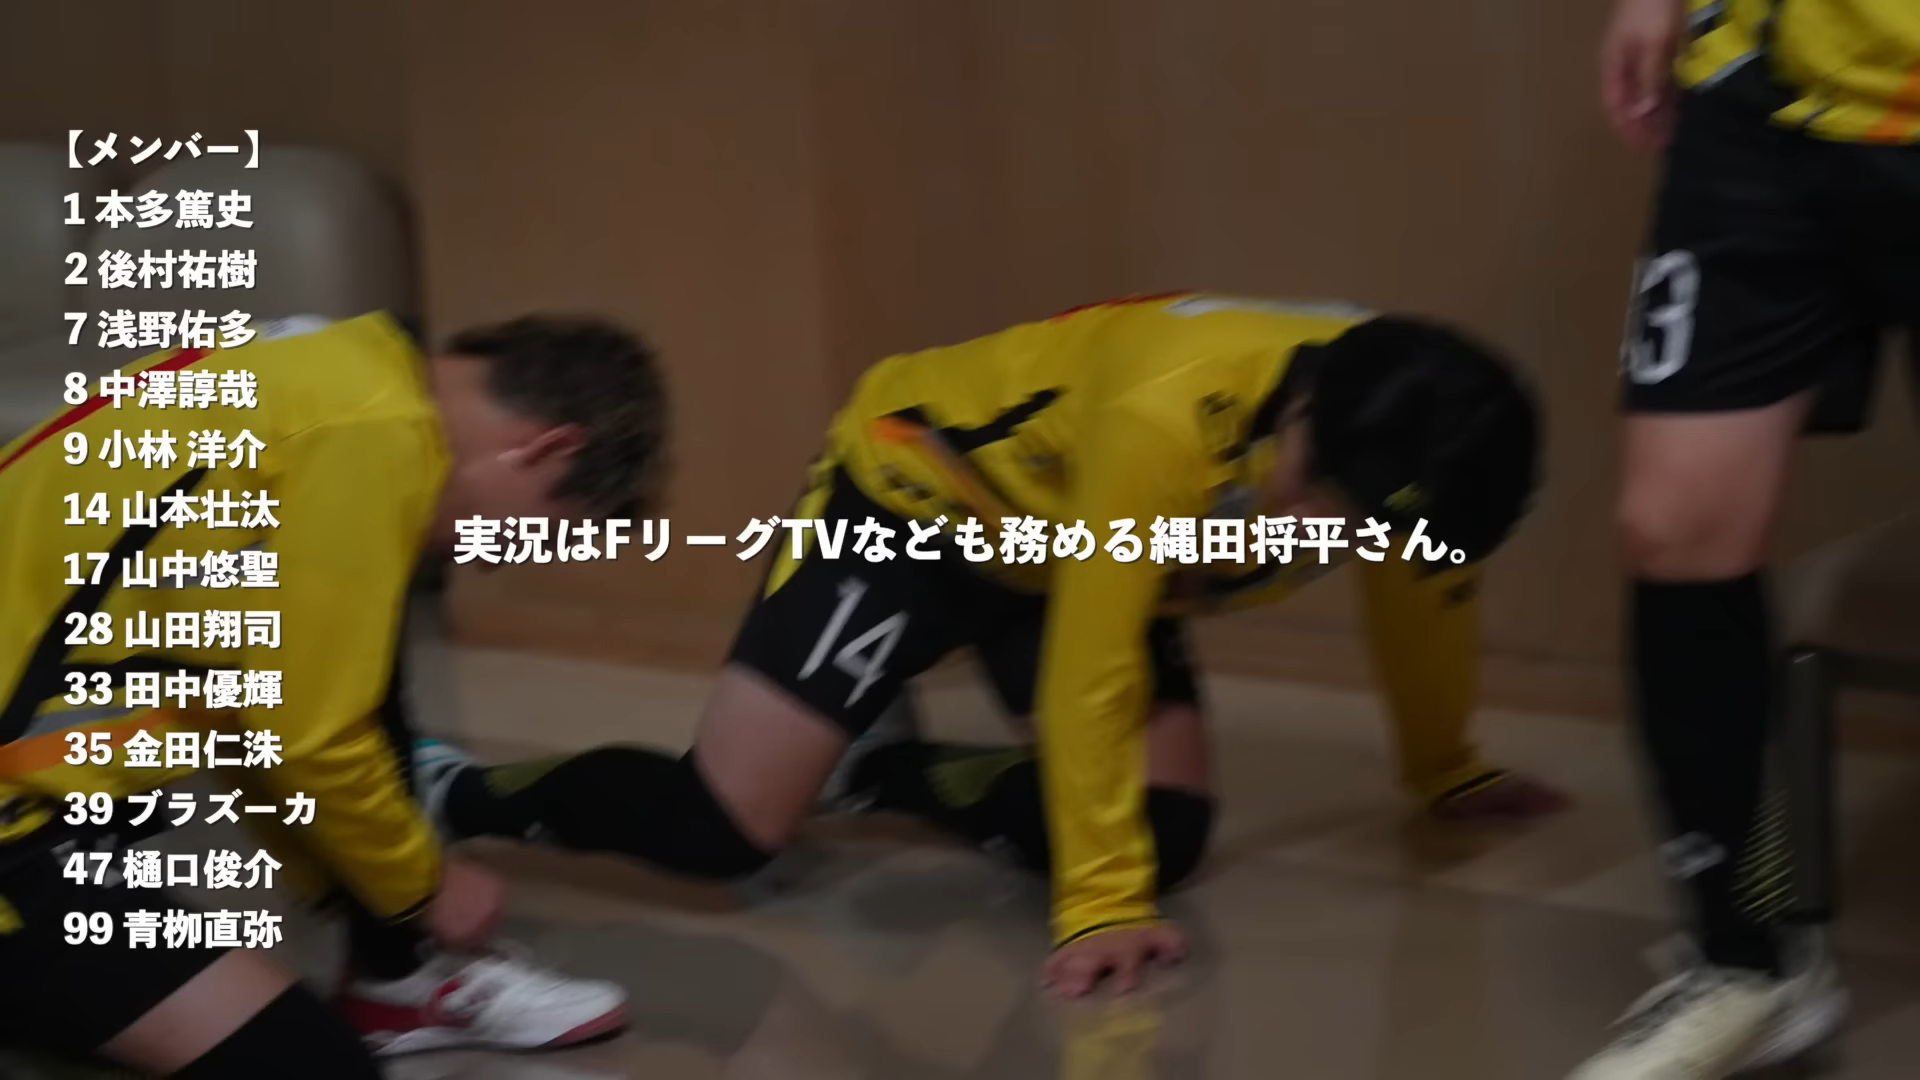 【メンバー】
1 本多篤史
2 後村祐樹
7 浅野佑多
8 中澤諄哉
9 小林 洋介
14 山本壮汰
17 山中悠聖
28 山田翔司
33 田中優輝
35 金田仁洙
39 ブラズーカ
47 樋口俊介
99 青栁直弥
実況はFリーグTVなども務める縄田将平さん。
14